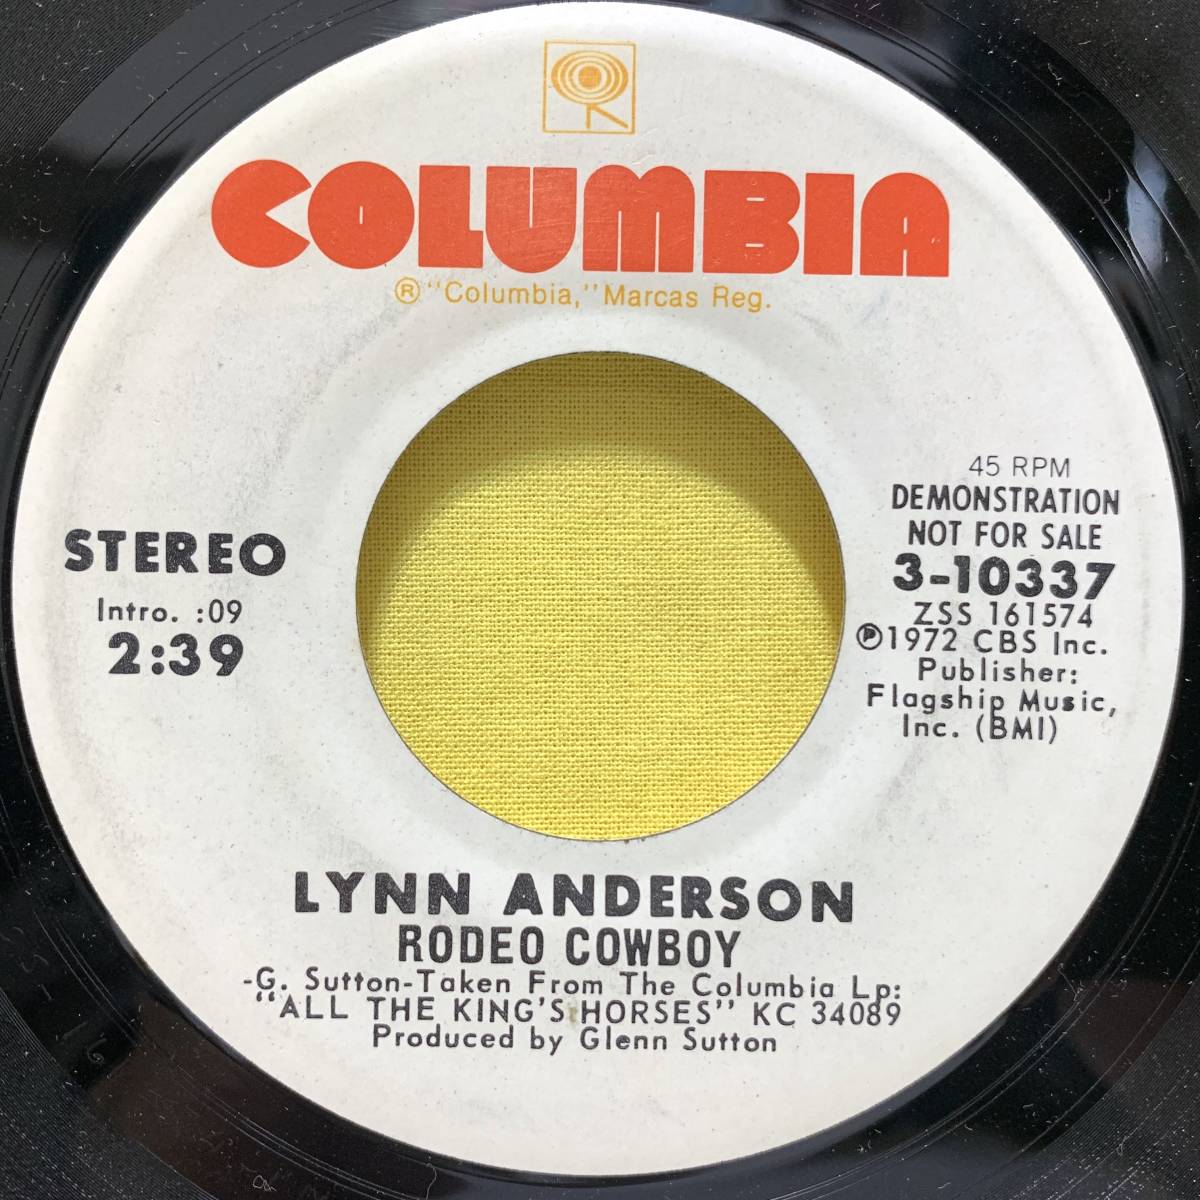 COLUMBIA
® "Columbia," Marcas Reg.
45 RPM
DEMONSTRATION
NOT FOR SALE
3-10337
ZSS 161574
℗1972 CBS Inc.
Publisher:
Flagship Music,
Inc. (BMI)
STEREO
Intro. :09
2:39
LYNN ANDERSON
RODEO COWBOY
-G. Sutton-Taken From The Columbia Lp:
"ALL THE KING'S HORSES" KC 34089
Produced by Glenn Sutton